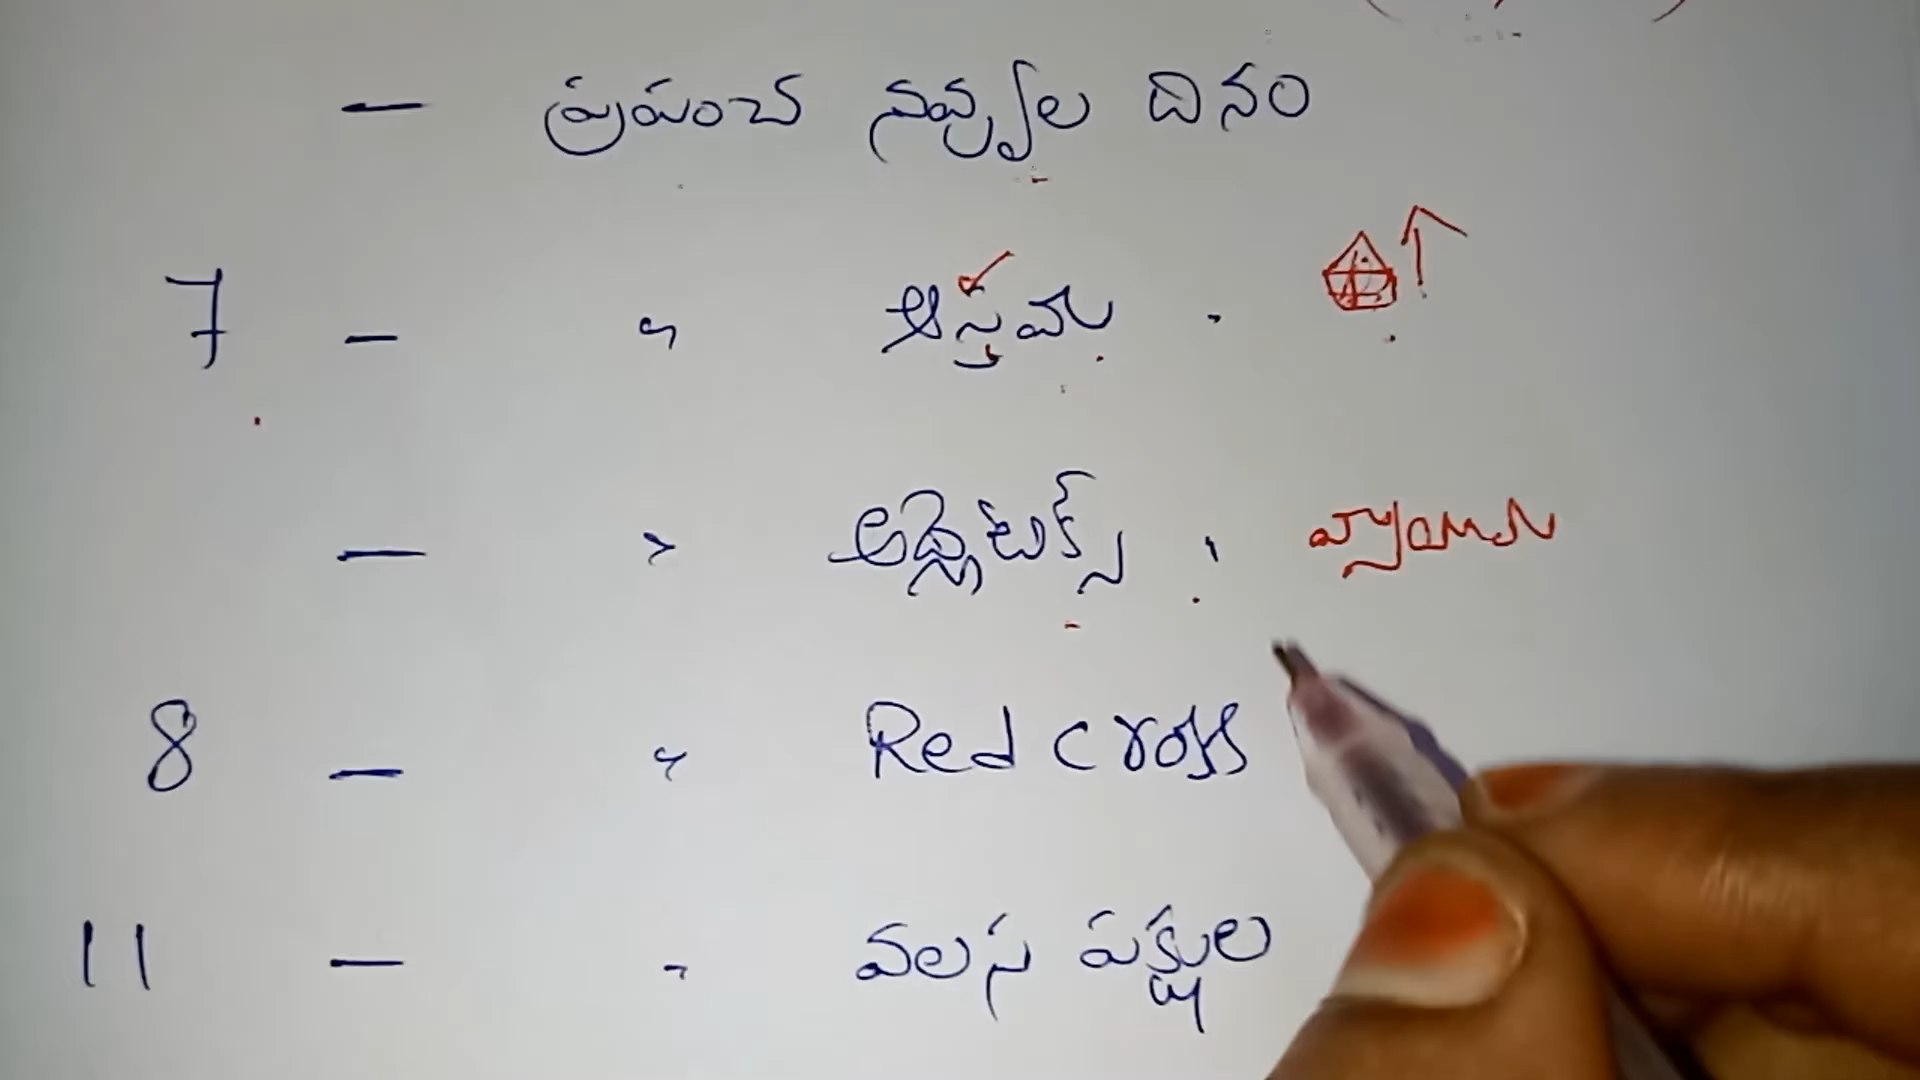 – ప్రపంచ నవ్వుల దినం
7 – " ఆస్తమా .
– " అథ్లెటిక్స్ . వ్యాయామ
8 – " Red Cross
11 – " వలస పక్షుల